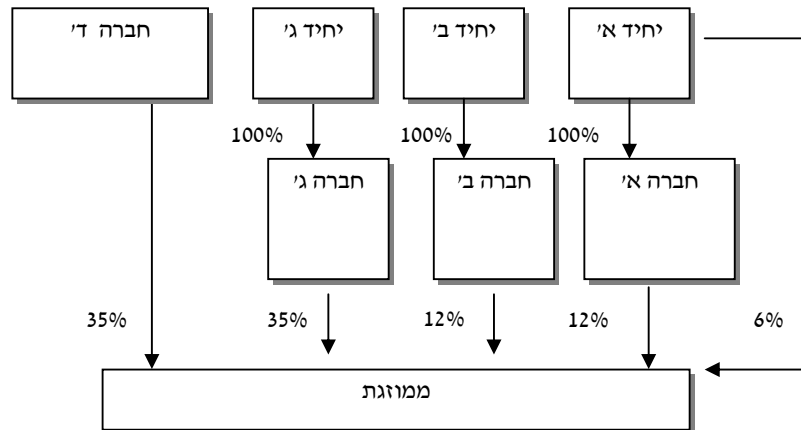 יחיד א'
יחיד ב'
יחיד ג'
חברה ד'
100%
100%
100%
חברה א'
חברה ב'
חברה ג'
6%
12%
12%
35%
35%
ממוזגת